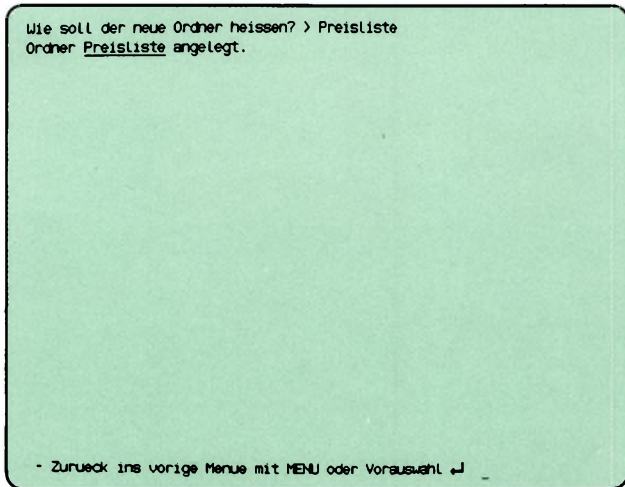 Wie soll der neue Ordner heissen? > Preisliste
Ordner Preisliste angelegt.
- Zurueck ins vorige Menue mit MENU oder Vorauswahl ↵ _